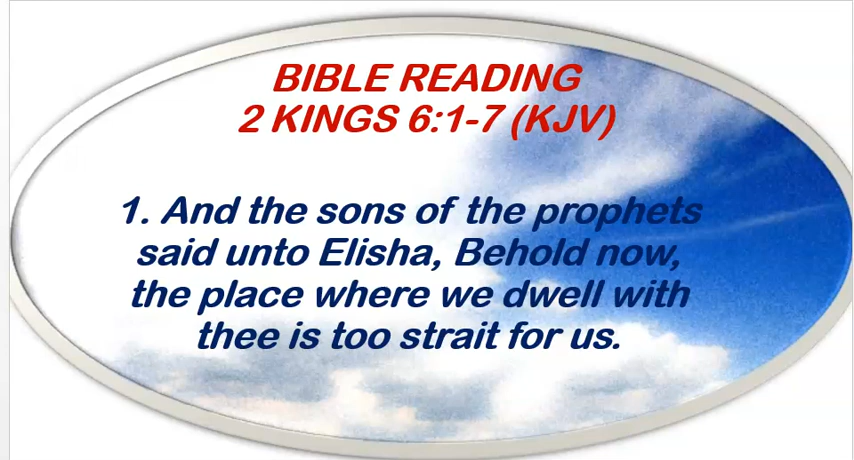 BIBLE READING
2 KINGS 6:1-7 (KJV)
1. And the sons of the prophets
said unto Elisha, Behold now,
the place where we dwell with
thee is too strait for us.